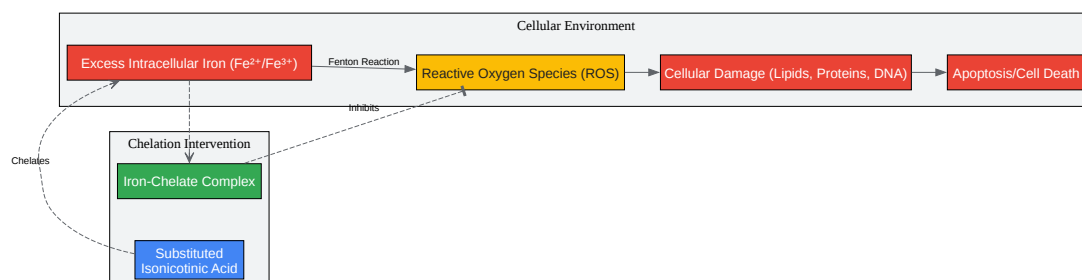 Cellular Environment
Excess Intracellular Iron (Fe²⁺/Fe³⁺)
Fenton Reaction
Reactive Oxygen Species (ROS)
Cellular Damage (Lipids, Proteins, DNA)
Apoptosis/Cell Death
Inhibits
Chelation Intervention
Chelates
Iron-Chelate Complex
Substituted
Isonicotinic Acid